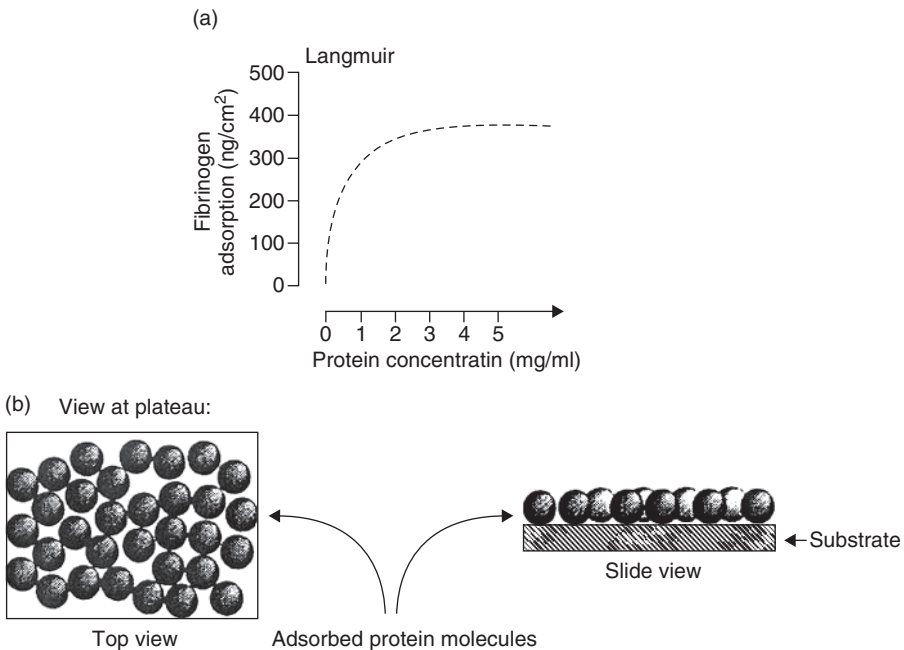 (a)
Langmuir
Fibrinogen
adsorption (ng/cm²)
500
400
300
200
100
0
0 1 2 3 4 5
Protein concentratin (mg/ml)
(b) View at plateau:
Substrate
Slide view
Top view
Adsorbed protein molecules